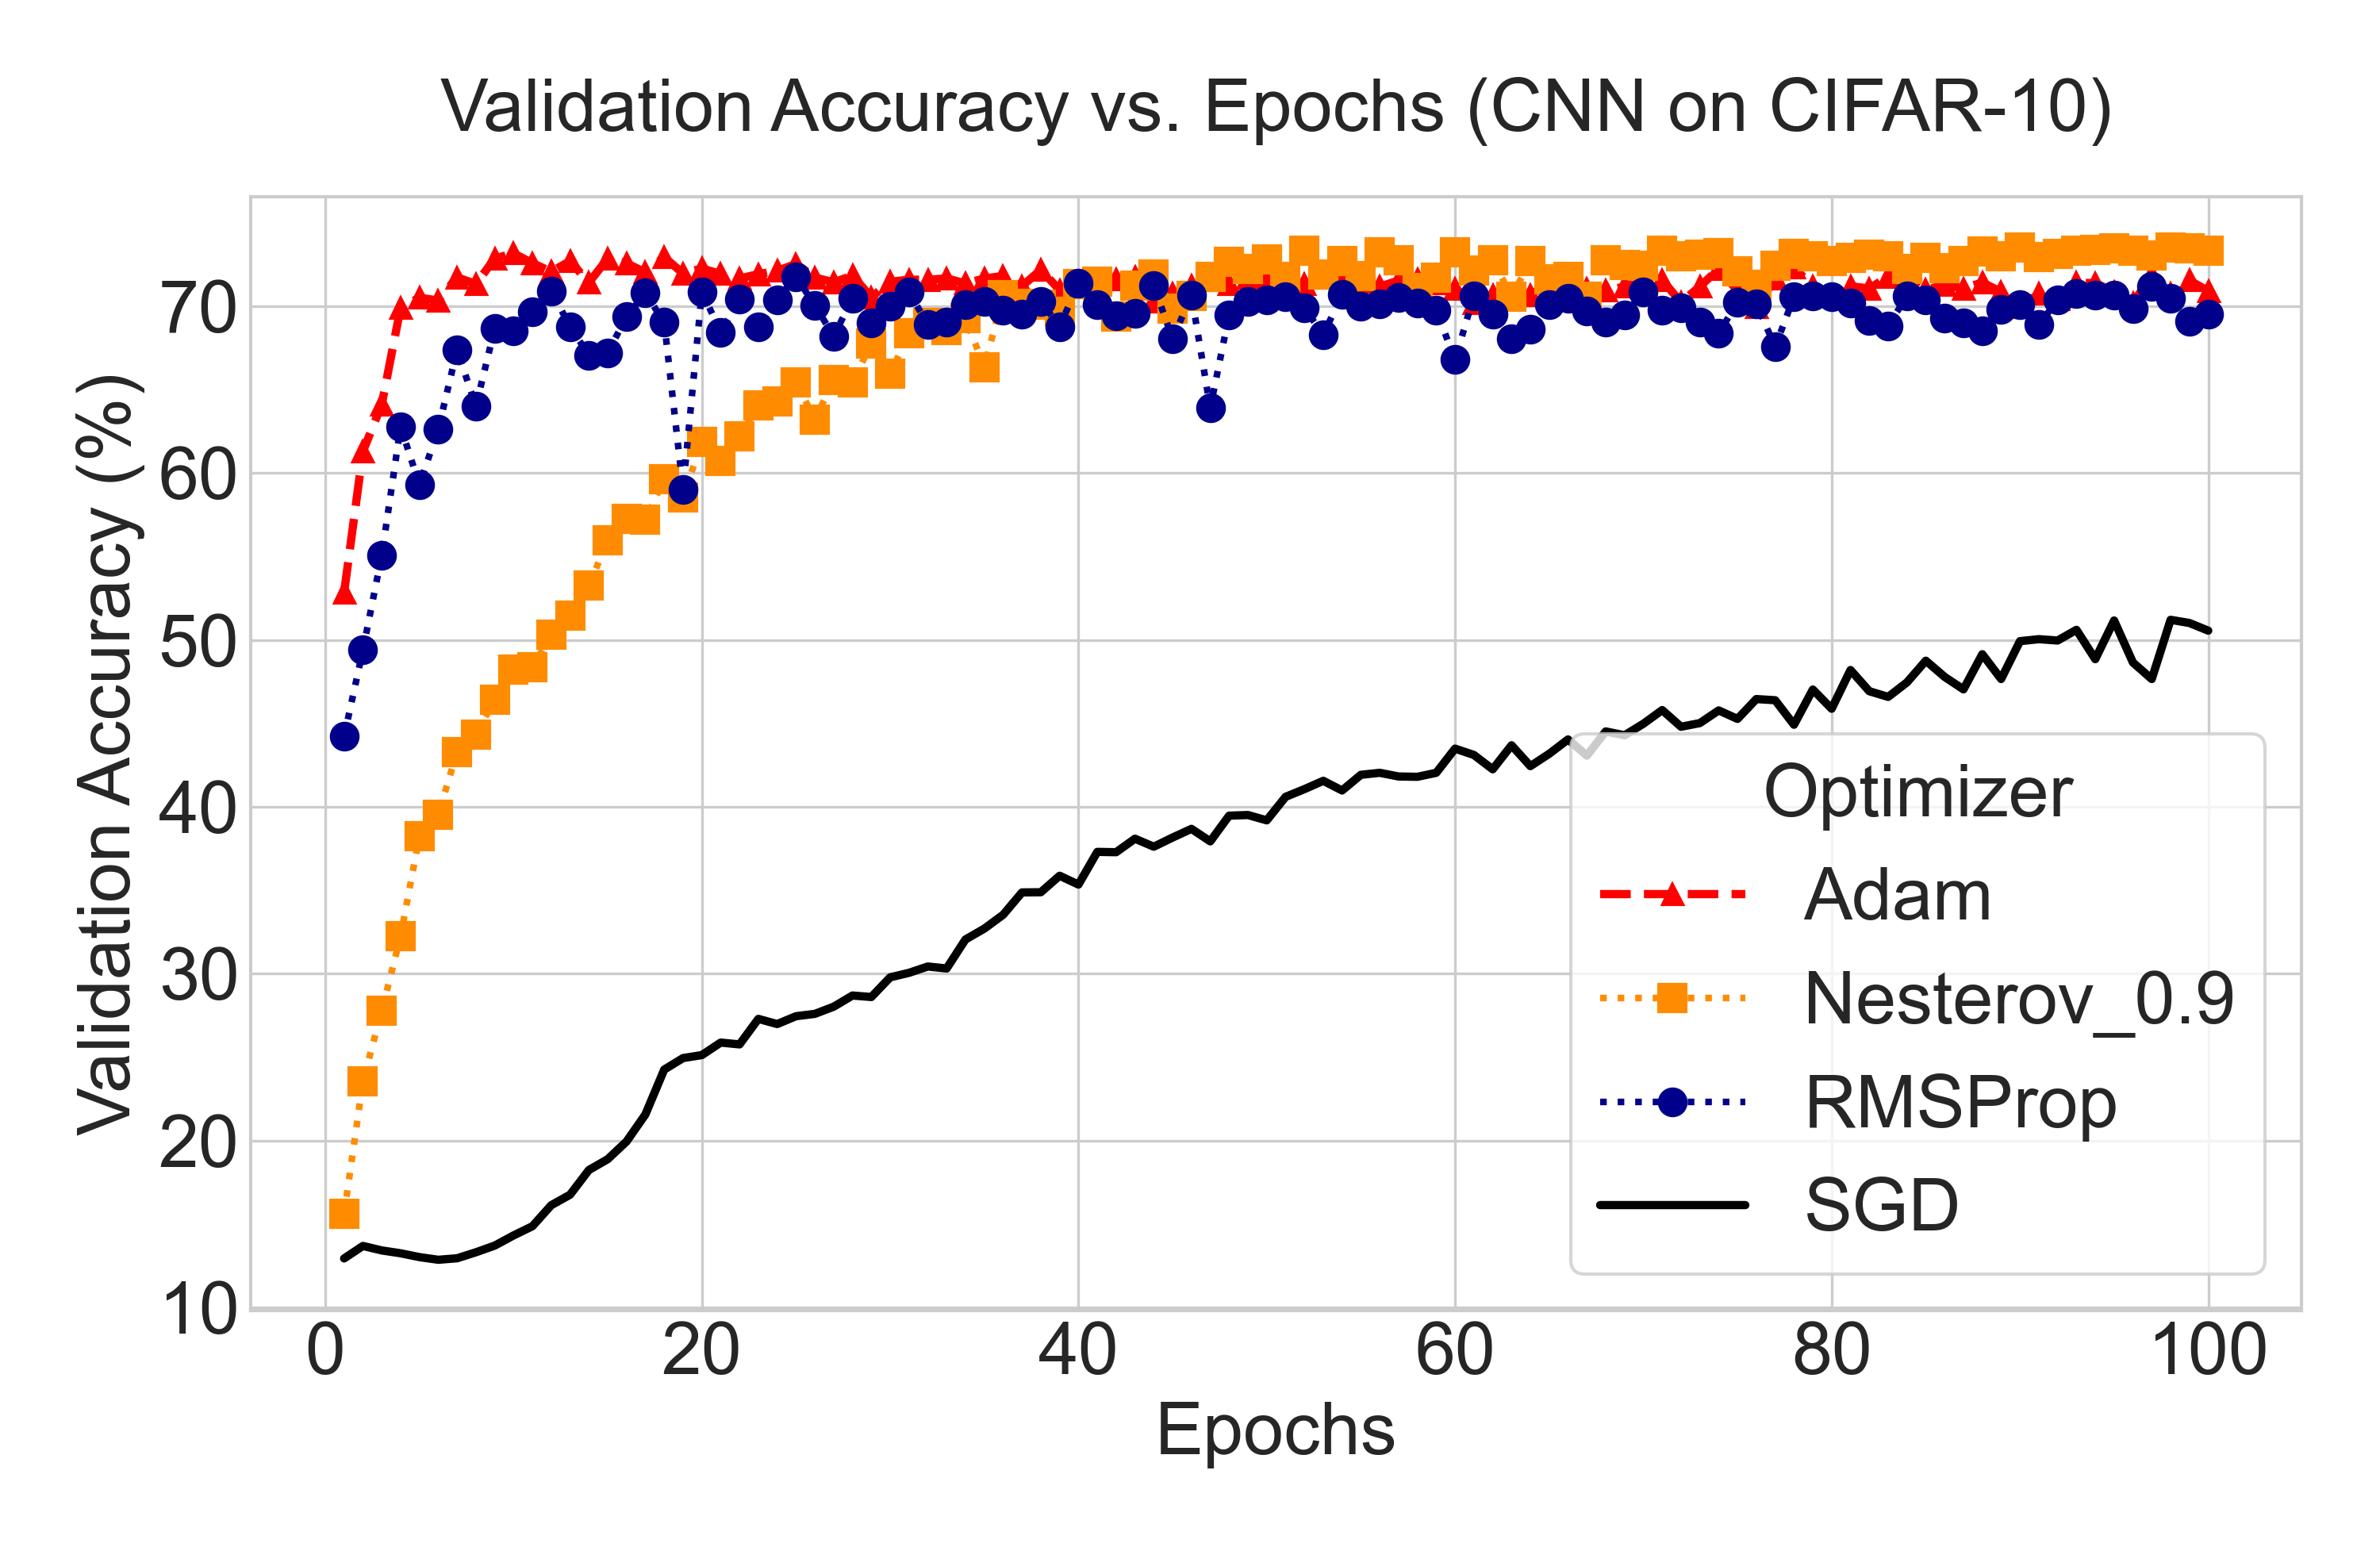 Validation Accuracy vs. Epochs (CNN on CIFAR-10)
Validation Accuracy (%)
70
60
50
40
30
20
10
0 20 40 60 80 100
Epochs
Optimizer
Adam
Nesterov_0.9
RMSProp
SGD